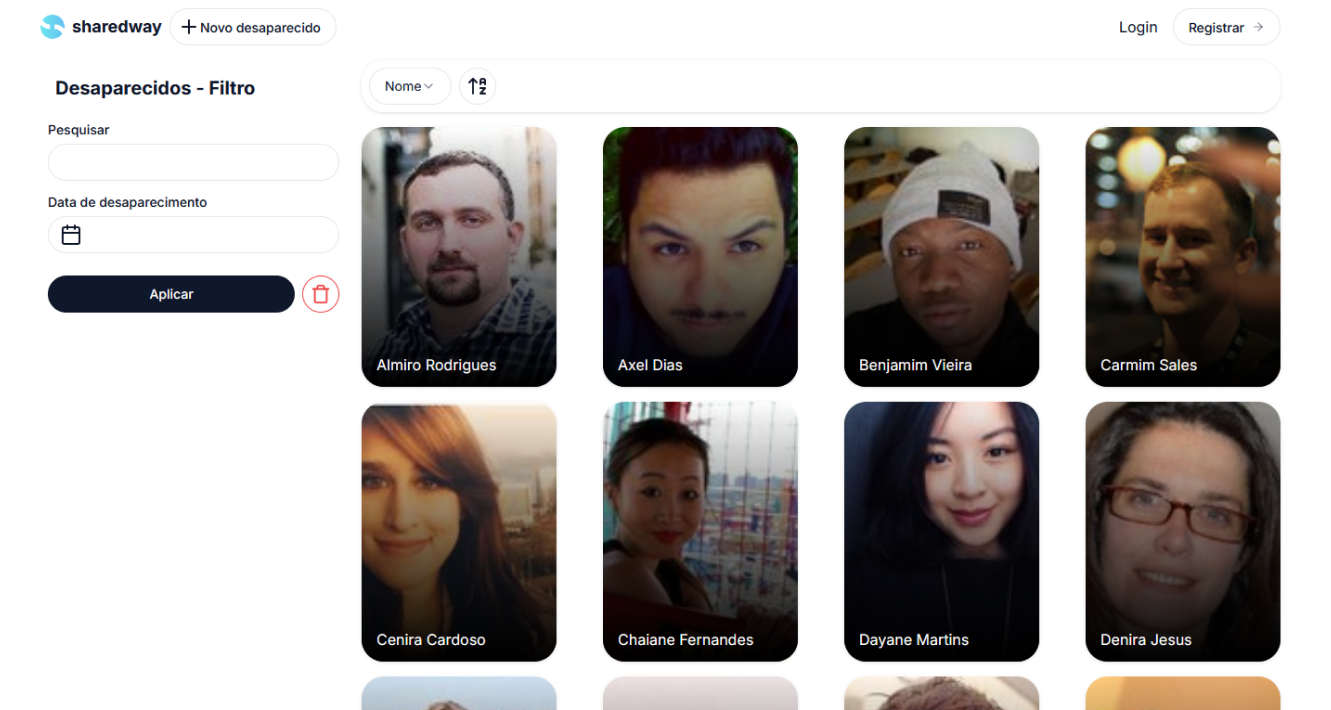 sharedway
Novo desaparecido
Login
Registrar
Desaparecidos - Filtro
Pesquisar
Data de desaparecimento
Aplicar
Nome
Almiro Rodrigues
Axel Dias
Benjamim Vieira
Carmim Sales
Cenira Cardoso
Chaiane Fernandes
Dayane Martins
Denira Jesus